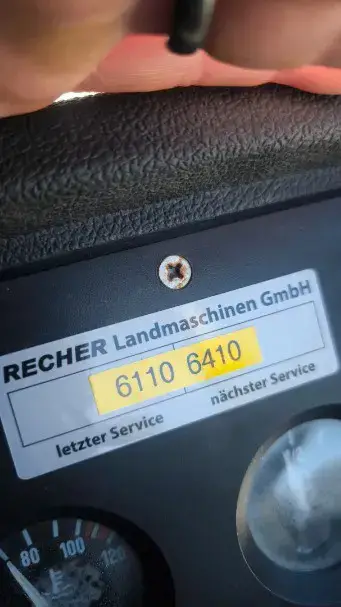 RECHER Landmaschinen GmbH
6110 6410
letzter Service nächster Service
80 100 120